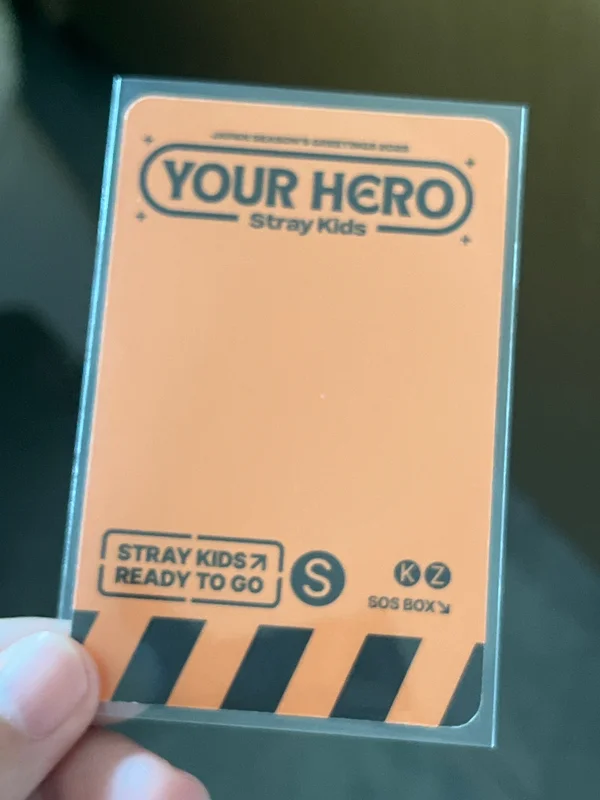 JAPAN SEASON'S GREETINGS 2025
YOUR HERO
Stray Kids
STRAY KIDS↗
READY TO GO
S
K Z
SOS BOX↘